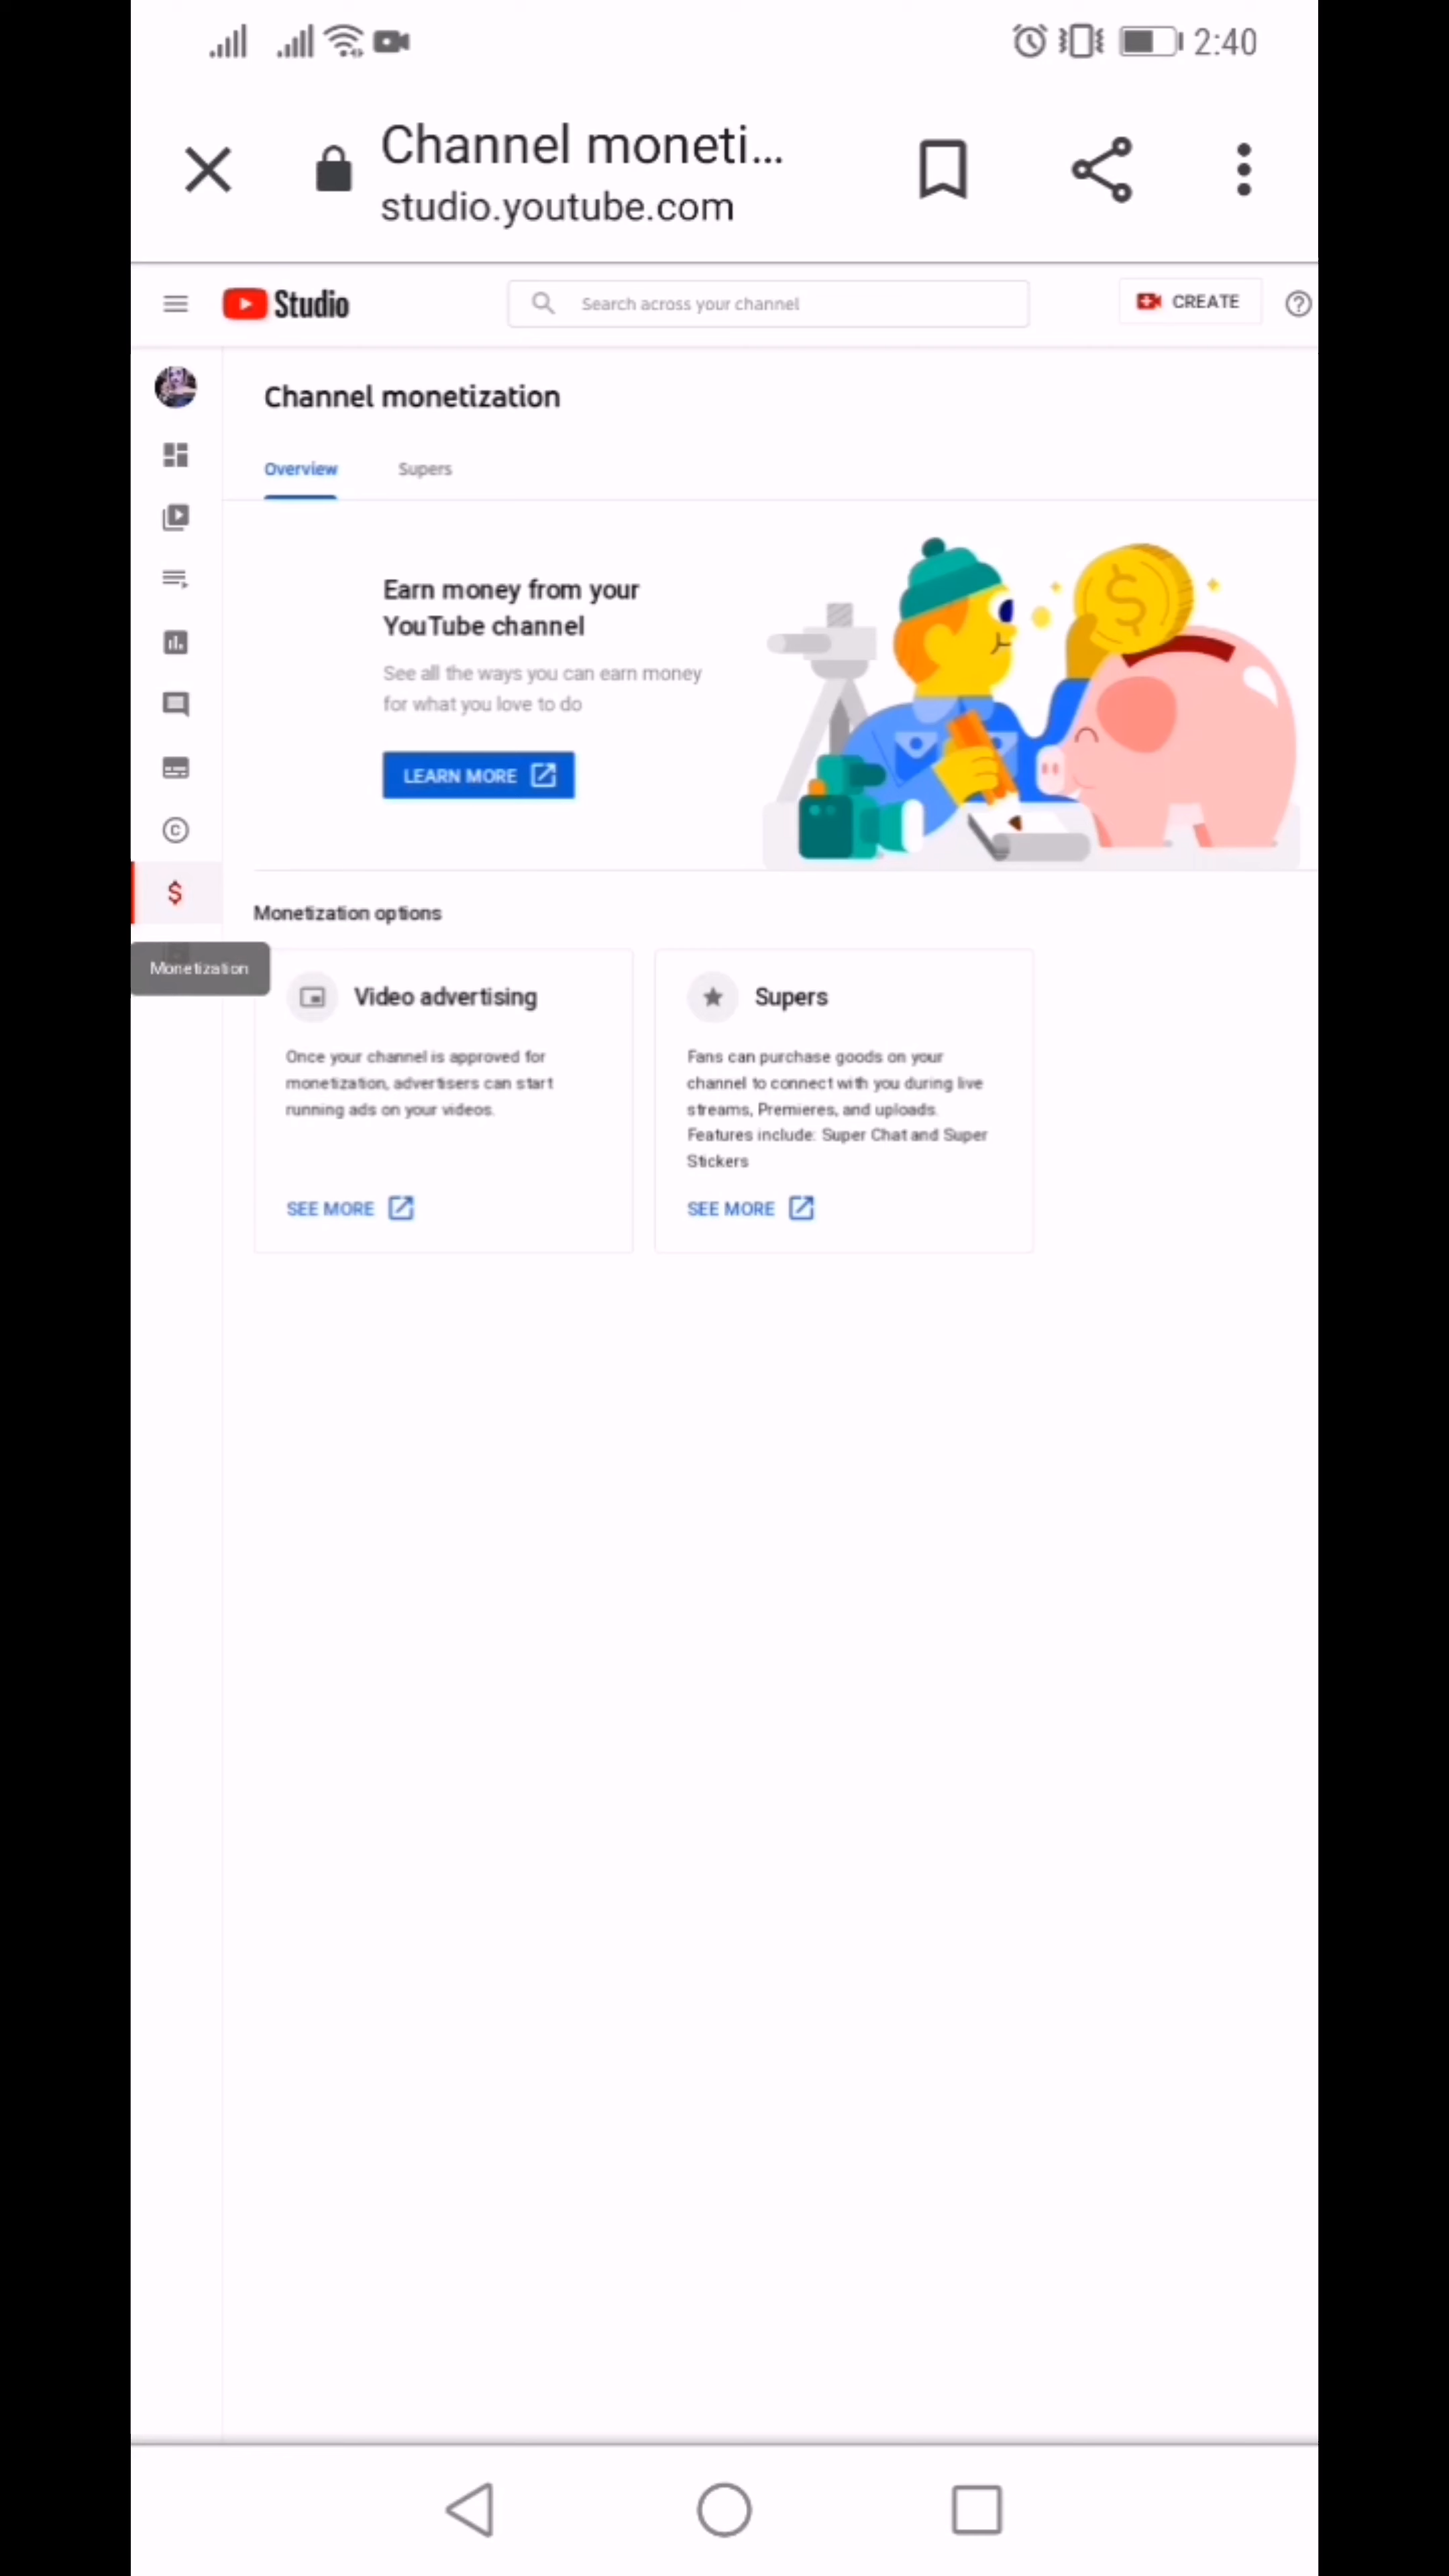 2:40
Channel moneti...
studio.youtube.com
Studio
Search across your channel
CREATE
Channel monetization
Overview
Supers
Earn money from your
YouTube channel
See all the ways you can earn money
for what you love to do
LEARN MORE
Monetization options
Monetization
Video advertising
Once your channel is approved for
monetization, advertisers can start
running ads on your videos.
SEE MORE
Supers
Fans can purchase goods on your
channel to connect with you during live
streams, Premieres, and uploads.
Features include: Super Chat and Super
Stickers
SEE MORE